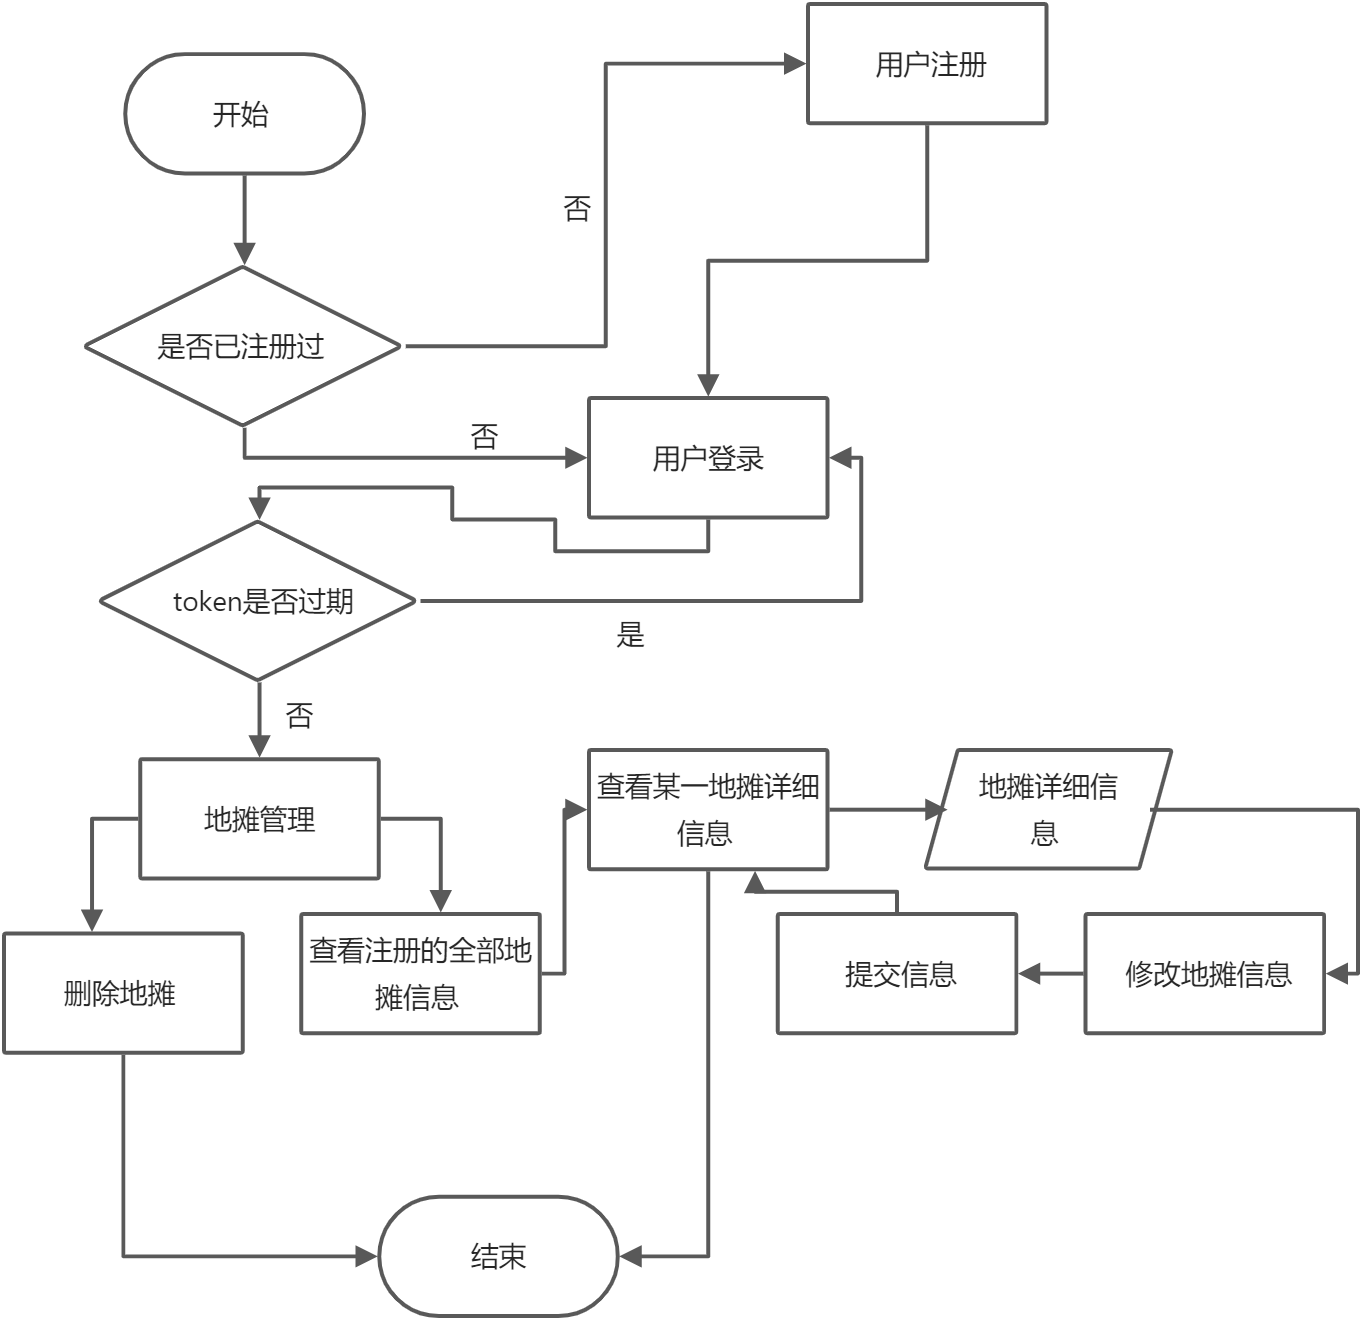 用户注册
开始
否
是否已注册过
否
用户登录
token是否过期
是
否
地摊管理
查看某一地摊详细
信息
地摊详细信
息
删除地摊
查看注册的全部地
摊信息
提交信息
修改地摊信息
结束